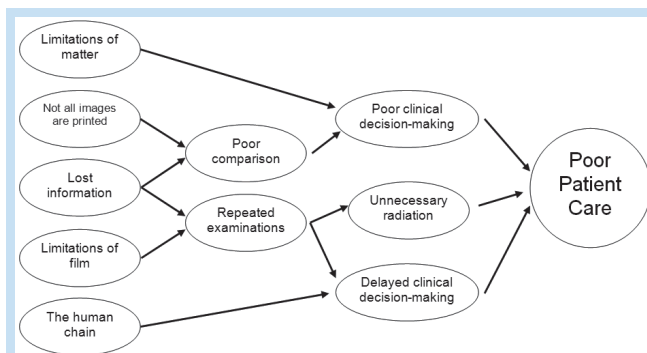 Limitations of
matter
Not all images
are printed
Lost
information
Limitations of
film
The human
chain
Poor
comparison
Repeated
examinations
Poor clinical
decision-making
Unnecessary
radiation
Delayed clinical
decision-making
Poor
Patient
Care